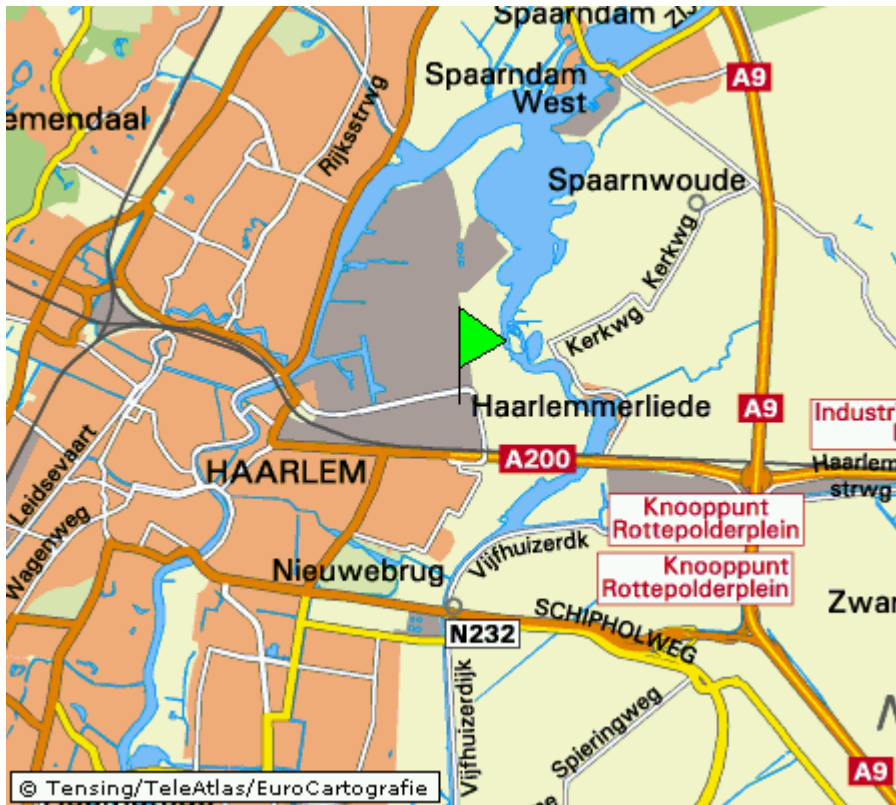 Spaarndam
Spaarndam
West
A9
emendaal
Rijksstrwg
Spaarnwoude
Kerkwg
Kerkwg
Haarlemmerliede
A9
Industr
Haarlem
strwg
A200
HAARLEM
Leidsevaart
Wagenweg
Knooppunt
Rottepolderplein
Vijfhuizerdk
Nieuwebrug
Knooppunt
Rottepolderplein
Zwar
SCHIPHOLWEG
N232
Vijfhuizerdijk
Spieringweg
A9
© Tensing/TeleAtlas/EuroCartografie